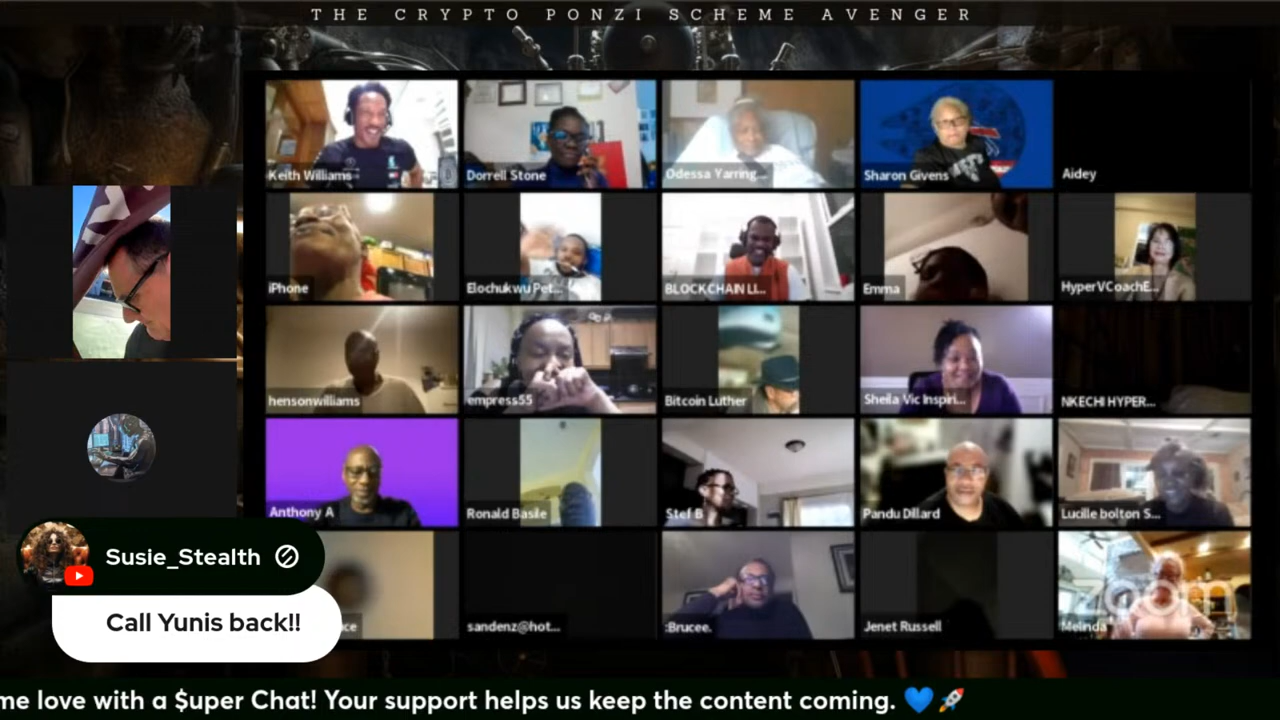 THE CRYPTO PONZI SCHEME AVENGER
Keith Williams
Dorrell Stone
Odessa Yarring...
Sharon Givens
Aidey
iPhone
Elochukwu Pet...
BLOCKCHAIN LI...
Emma
HyperVCoachE...
hensonwilliams
empress55
Bitcoin Luther
Sheila Vic Inspiri...
NKECHI HYPER...
Anthony A
Ronald Basile
Stef B
Pandu Dillard
Lucille bolton S...
sandenz@hot...
:Brucee.
Jenet Russell
Melinda
zoom
Susie_Stealth
Call Yunis back!!
me love with a $uper Chat! Your support helps us keep the content coming. 💙🚀